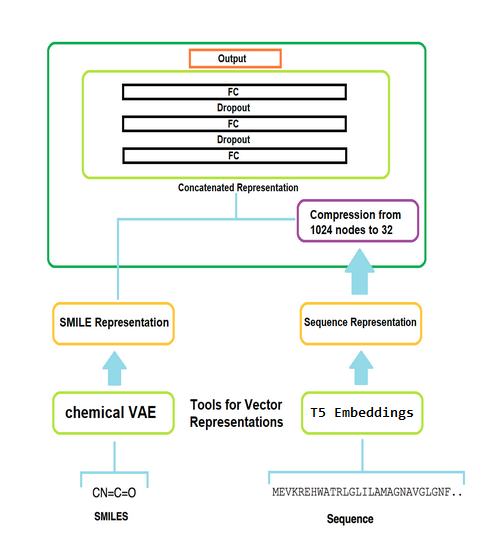 Output
FC
Dropout
FC
Dropout
FC
Concatenated Representation
Compression from
1024 nodes to 32
SMILE Representation
Sequence Representation
chemical VAE
Tools for Vector
Representations
T5 Embeddings
CN=C=O
MEVKREHWATRLGLILAMAGNAVGLGNF..
SMILES
Sequence